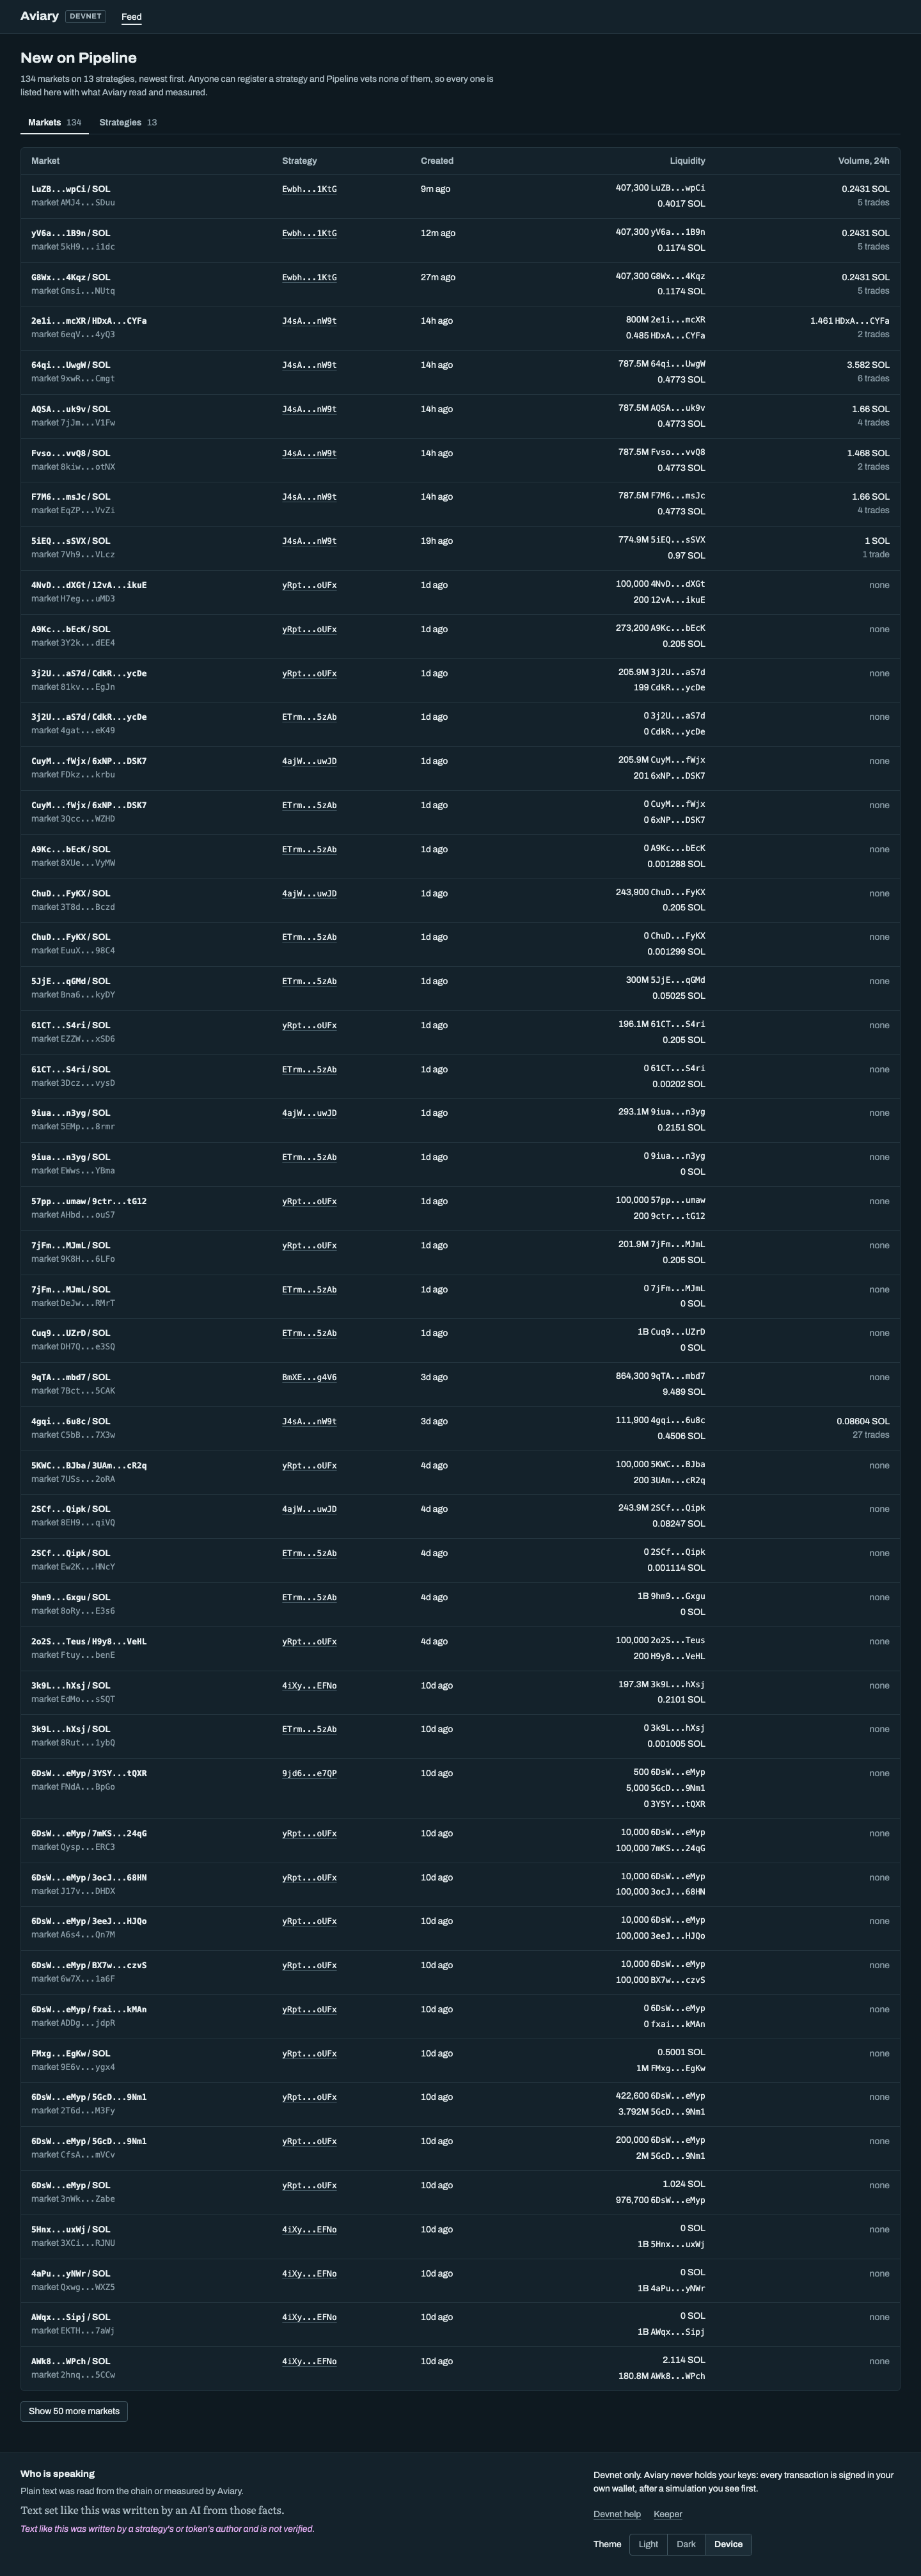 Aviary DEVNET Feed
New on Pipeline
134 markets on 13 strategies, newest first. Anyone can register a strategy and Pipeline vets none of them, so every one is
listed here with what Aviary read and measured.
Markets 134 Strategies 13
Market Strategy Created Liquidity Volume, 24h
LuZB...wpCi / SOL Ewbh...1KtG 9m ago 407,300 LuZB...wpCi 0.2431 SOL
market AMJ4...SDuu 0.4017 SOL 5 trades
yV6a...1B9n / SOL Ewbh...1KtG 12m ago 407,300 yV6a...1B9n 0.2431 SOL
market 5kH9...i1dc 0.1174 SOL 5 trades
G8Wx...4Kqz / SOL Ewbh...1KtG 27m ago 407,300 G8Wx...4Kqz 0.2431 SOL
market Gmsi...NUtq 0.1174 SOL 5 trades
2e1i...mcXR / HDxA...CYFa J4sA...nW9t 14h ago 800M 2e1i...mcXR 1.461 HDxA...CYFa
market 6eqV...4yQ3 0.485 HDxA...CYFa 2 trades
64qi...UwgW / SOL J4sA...nW9t 14h ago 787.5M 64qi...UwgW 3.582 SOL
market 9xwR...Cmgt 0.4773 SOL 6 trades
AQSA...uk9v / SOL J4sA...nW9t 14h ago 787.5M AQSA...uk9v 1.66 SOL
market 7jJm...V1Fw 0.4773 SOL 4 trades
Fvso...vvQ8 / SOL J4sA...nW9t 14h ago 787.5M Fvso...vvQ8 1.468 SOL
market 8kiw...otNX 0.4773 SOL 2 trades
F7M6...msJc / SOL J4sA...nW9t 14h ago 787.5M F7M6...msJc 1.66 SOL
market EqZP...VvZi 0.4773 SOL 4 trades
5iEQ...sSVX / SOL J4sA...nW9t 19h ago 774.9M 5iEQ...sSVX 1 SOL
market 7Vh9...VLcz 0.97 SOL 1 trade
4NvD...dXGt / 12vA...ikuE yRpt...oUFx 1d ago 100,000 4NvD...dXGt none
market H7eg...uMD3 200 12vA...ikuE
A9Kc...bEcK / SOL yRpt...oUFx 1d ago 273,200 A9Kc...bEcK none
market 3Y2k...dEE4 0.205 SOL
3j2U...aS7d / CdkR...ycDe yRpt...oUFx 1d ago 205.9M 3j2U...aS7d none
market 81kv...EgJn 199 CdkR...ycDe
3j2U...aS7d / CdkR...ycDe ETrm...5zAb 1d ago 0 3j2U...aS7d none
market 4gat...eK49 0 CdkR...ycDe
CuyM...fWjx / 6xNP...DSK7 4ajW...uwJD 1d ago 205.9M CuyM...fWjx none
market FDkz...krbu 201 6xNP...DSK7
CuyM...fWjx / 6xNP...DSK7 ETrm...5zAb 1d ago 0 CuyM...fWjx none
market 3Qcc...WZHD 0 6xNP...DSK7
A9Kc...bEcK / SOL ETrm...5zAb 1d ago 0 A9Kc...bEcK none
market 8XUe...VyMW 0.001288 SOL
ChuD...FyKX / SOL 4ajW...uwJD 1d ago 243,900 ChuD...FyKX none
market 3T8d...Bczd 0.205 SOL
ChuD...FyKX / SOL ETrm...5zAb 1d ago 0 ChuD...FyKX none
market EuuX...98C4 0.001299 SOL
5JjE...qGMd / SOL ETrm...5zAb 1d ago 300M 5JjE...qGMd none
market Bna6...kyDY 0.05025 SOL
61CT...S4ri / SOL yRpt...oUFx 1d ago 196.1M 61CT...S4ri none
market EZZW...xSD6 0.205 SOL
61CT...S4ri / SOL ETrm...5zAb 1d ago 0 61CT...S4ri none
market 3Dcz...vysD 0.00202 SOL
9iua...n3yg / SOL 4ajW...uwJD 1d ago 293.1M 9iua...n3yg none
market 5EMp...8rmr 0.2151 SOL
9iua...n3yg / SOL ETrm...5zAb 1d ago 0 9iua...n3yg none
market EWws...YBma 0 SOL
57pp...umaw / 9ctr...tG12 yRpt...oUFx 1d ago 100,000 57pp...umaw none
market AHbd...ouS7 200 9ctr...tG12
7jFm...MJmL / SOL yRpt...oUFx 1d ago 201.9M 7jFm...MJmL none
market 9K8H...6LFo 0.205 SOL
7jFm...MJmL / SOL ETrm...5zAb 1d ago 0 7jFm...MJmL none
market DeJw...RMrT 0 SOL
Cuq9...UZrD / SOL ETrm...5zAb 1d ago 1B Cuq9...UZrD none
market DH7Q...e3SQ 0 SOL
9qTA...mbd7 / SOL BmXE...g4V6 3d ago 864,300 9qTA...mbd7 none
market 7Bct...5CAK 9.489 SOL
4gqi...6u8c / SOL J4sA...nW9t 3d ago 111,900 4gqi...6u8c 0.08604 SOL
market C5bB...7X3w 0.4506 SOL 27 trades
5KWC...BJba / 3UAm...cR2q yRpt...oUFx 4d ago 100,000 5KWC...BJba none
market 7USs...2oRA 200 3UAm...cR2q
2SCf...Qipk / SOL 4ajW...uwJD 4d ago 243.9M 2SCf...Qipk none
market 8EH9...qiVQ 0.08247 SOL
2SCf...Qipk / SOL ETrm...5zAb 4d ago 0 2SCf...Qipk none
market Ew2K...HNcY 0.001114 SOL
9hm9...Gxgu / SOL ETrm...5zAb 4d ago 1B 9hm9...Gxgu none
market 8oRy...E3s6 0 SOL
2o2S...Teus / H9y8...VeHL yRpt...oUFx 4d ago 100,000 2o2S...Teus none
market Ftuy...benE 200 H9y8...VeHL
3k9L...hXsj / SOL 4iXy...EFNo 10d ago 197.3M 3k9L...hXsj none
market EdMo...sSQT 0.2101 SOL
3k9L...hXsj / SOL ETrm...5zAb 10d ago 0 3k9L...hXsj none
market 8Rut...1ybQ 0.001005 SOL
6DsW...eMyp / 3YSY...tQXR 9jd6...e7QP 10d ago 500 6DsW...eMyp none
market FNdA...BpGo 5,000 5GcD...9Nm1
0 3YSY...tQXR
6DsW...eMyp / 7mKS...24qG yRpt...oUFx 10d ago 10,000 6DsW...eMyp none
market Qysp...ERC3 100,000 7mKS...24qG
6DsW...eMyp / 3ocJ...68HN yRpt...oUFx 10d ago 10,000 6DsW...eMyp none
market J17v...DHDX 100,000 3ocJ...68HN
6DsW...eMyp / 3eeJ...HJQo yRpt...oUFx 10d ago 10,000 6DsW...eMyp none
market A6s4...Qn7M 100,000 3eeJ...HJQo
6DsW...eMyp / BX7w...czvS yRpt...oUFx 10d ago 10,000 6DsW...eMyp none
market 6w7X...1a6F 100,000 BX7w...czvS
6DsW...eMyp / fxai...kMAn yRpt...oUFx 10d ago 0 6DsW...eMyp none
market ADDg...jdpR 0 fxai...kMAn
FMxg...EgKw / SOL yRpt...oUFx 10d ago 0.5001 SOL none
market 9E6v...ygx4 1M FMxg...EgKw
6DsW...eMyp / 5GcD...9Nm1 yRpt...oUFx 10d ago 422,600 6DsW...eMyp none
market 2T6d...M3Fy 3.792M 5GcD...9Nm1
6DsW...eMyp / 5GcD...9Nm1 yRpt...oUFx 10d ago 200,000 6DsW...eMyp none
market CfsA...mVCv 2M 5GcD...9Nm1
6DsW...eMyp / SOL yRpt...oUFx 10d ago 1.024 SOL none
market 3nWk...Zabe 976,700 6DsW...eMyp
5Hnx...uxWj / SOL 4iXy...EFNo 10d ago 0 SOL none
market 3XCi...RJNU 1B 5Hnx...uxWj
4aPu...yNWr / SOL 4iXy...EFNo 10d ago 0 SOL none
market Qxwg...WXZ5 1B 4aPu...yNWr
AWqx...Sipj / SOL 4iXy...EFNo 10d ago 0 SOL none
market EKTH...7aWj 1B AWqx...Sipj
AWk8...WPch / SOL 4iXy...EFNo 10d ago 2.114 SOL none
market 2hnq...5CCw 180.8M AWk8...WPch
Show 50 more markets
Who is speaking
Plain text was read from the chain or measured by Aviary.
Text set like this was written by an AI from those facts.
Text like this was written by a strategy's or token's author and is not verified.
Devnet only. Aviary never holds your keys: every transaction is signed in your
own wallet, after a simulation you see first.
Devnet help Keeper
Theme Light Dark Device